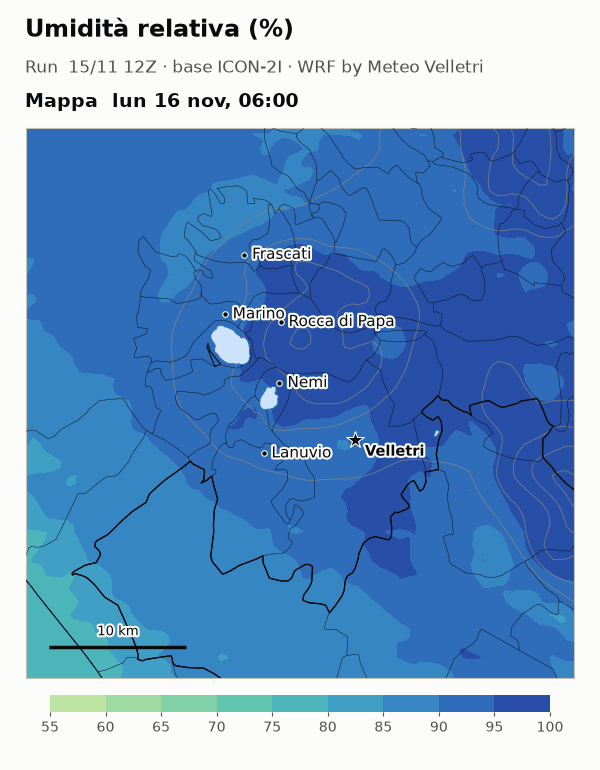 Umidità relativa (%)
Run  15/11 12Z · base ICON-2I · WRF by Meteo Velletri
Mappa  lun 16 nov, 06:00
Frascati
Marino
Rocca di Papa
Nemi
Velletri
Lanuvio
10 km
55 60 65 70 75 80 85 90 95 100